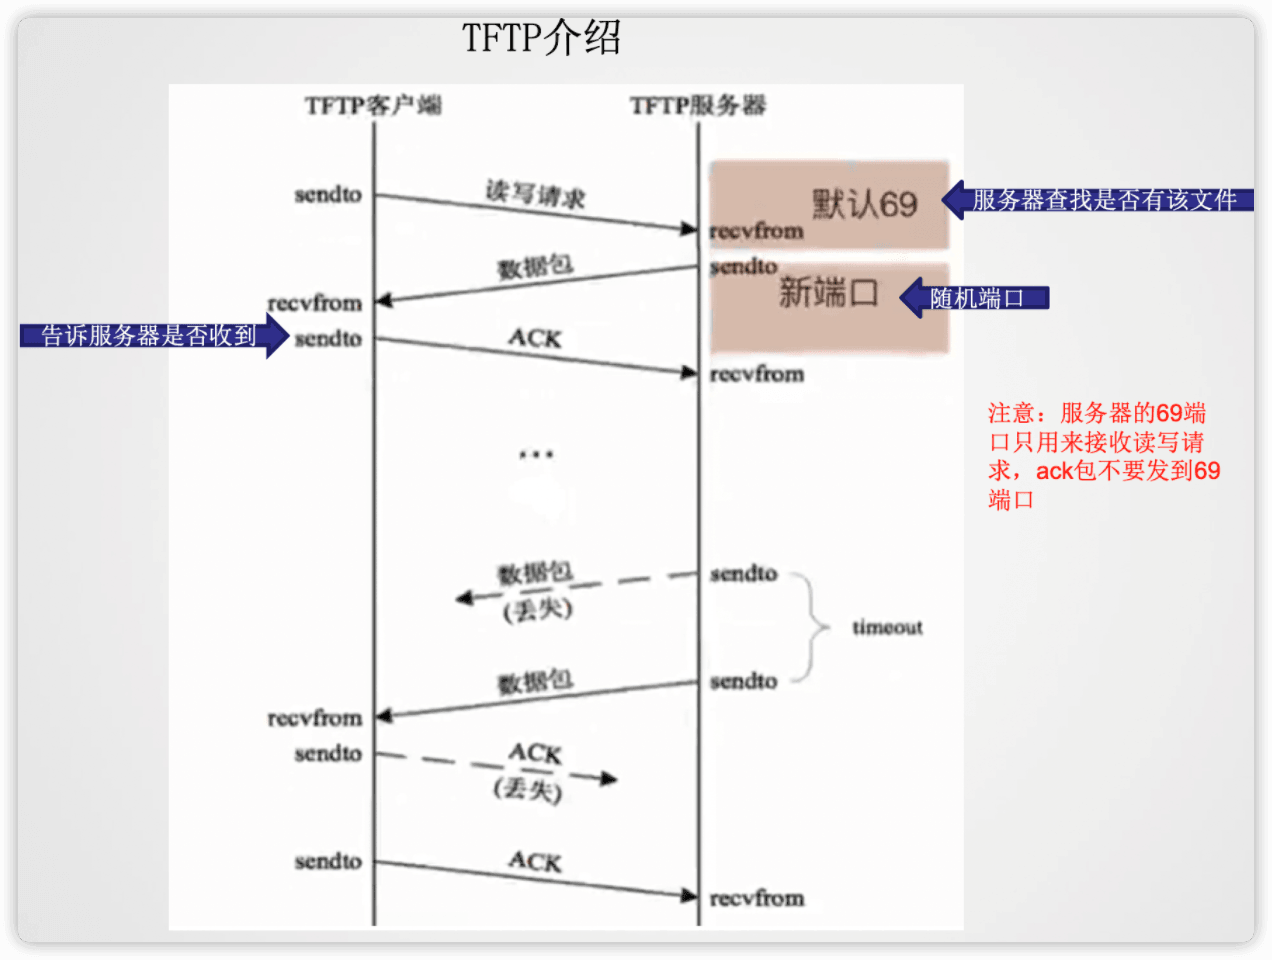 TFTP介绍
TFTP客户端
TFTP服务器
sendto
读写请求
默认69
服务器查找是否有该文件
recvfrom
数据包
sendto
新端口
随机端口
recvfrom
告诉服务器是否收到
sendto
ACK
recvfrom
注意：服务器的69端
口只用来接收读写请
求，ack包不要发到69
端口
...
数据包
(丢失)
sendto
timeout
数据包
sendto
recvfrom
sendto
ACK
(丢失)
sendto
ACK
recvfrom